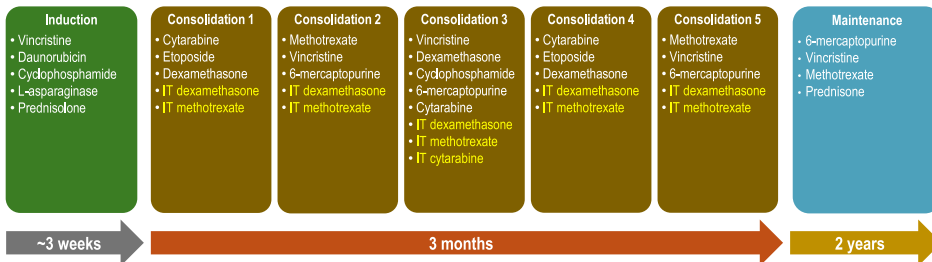 Induction
• Vincristine
• Daunorubicin
• Cyclophosphamide
• L-asparaginase
• Prednisolone
Consolidation 1
• Cytarabine
• Etoposide
• Dexamethasone
• IT dexamethasone
• IT methotrexate
Consolidation 2
• Methotrexate
• Vincristine
• 6-mercaptopurine
• IT dexamethasone
• IT methotrexate
Consolidation 3
• Vincristine
• Dexamethasone
• Cyclophosphamide
• 6-mercaptopurine
• Cytarabine
• IT dexamethasone
• IT methotrexate
• IT cytarabine
Consolidation 4
• Cytarabine
• Etoposide
• Dexamethasone
• IT dexamethasone
• IT methotrexate
Consolidation 5
• Methotrexate
• Vincristine
• 6-mercaptopurine
• IT dexamethasone
• IT methotrexate
Maintenance
• 6-mercaptopurine
• Vincristine
• Methotrexate
• Prednisone
~3 weeks
3 months
2 years